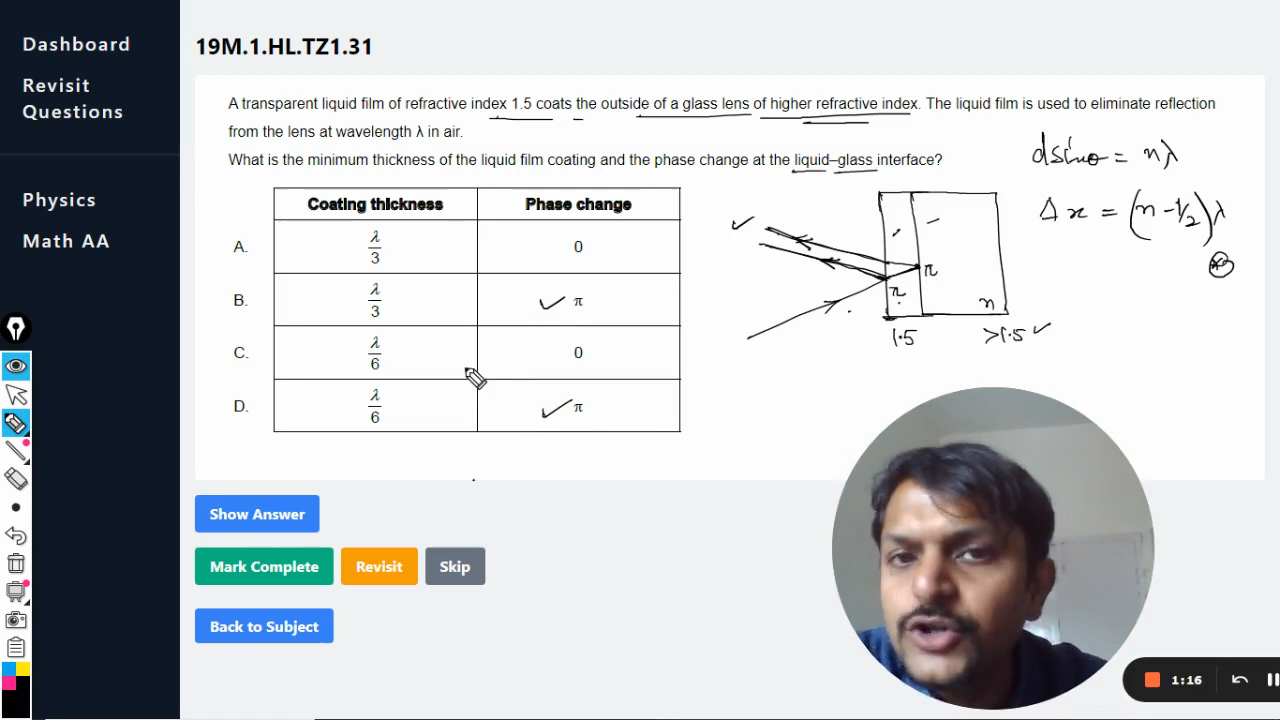 Dashboard
Revisit
Questions
Physics
Math AA
19M.1.HL.TZ1.31
A transparent liquid film of refractive index 1.5 coats the outside of a glass lens of higher refractive index. The liquid film is used to eliminate reflection
from the lens at wavelength λ in air.
What is the minimum thickness of the liquid film coating and the phase change at the liquid–glass interface?
Coating thickness Phase change
A. λ/3 0
B. λ/3 π
C. λ/6 0
D. λ/6 π
dsinθ = nλ
Δx = (n - 1/2)λ
π
π
n
1.5 >1.5
Show Answer
Mark Complete Revisit Skip
Back to Subject
1:16